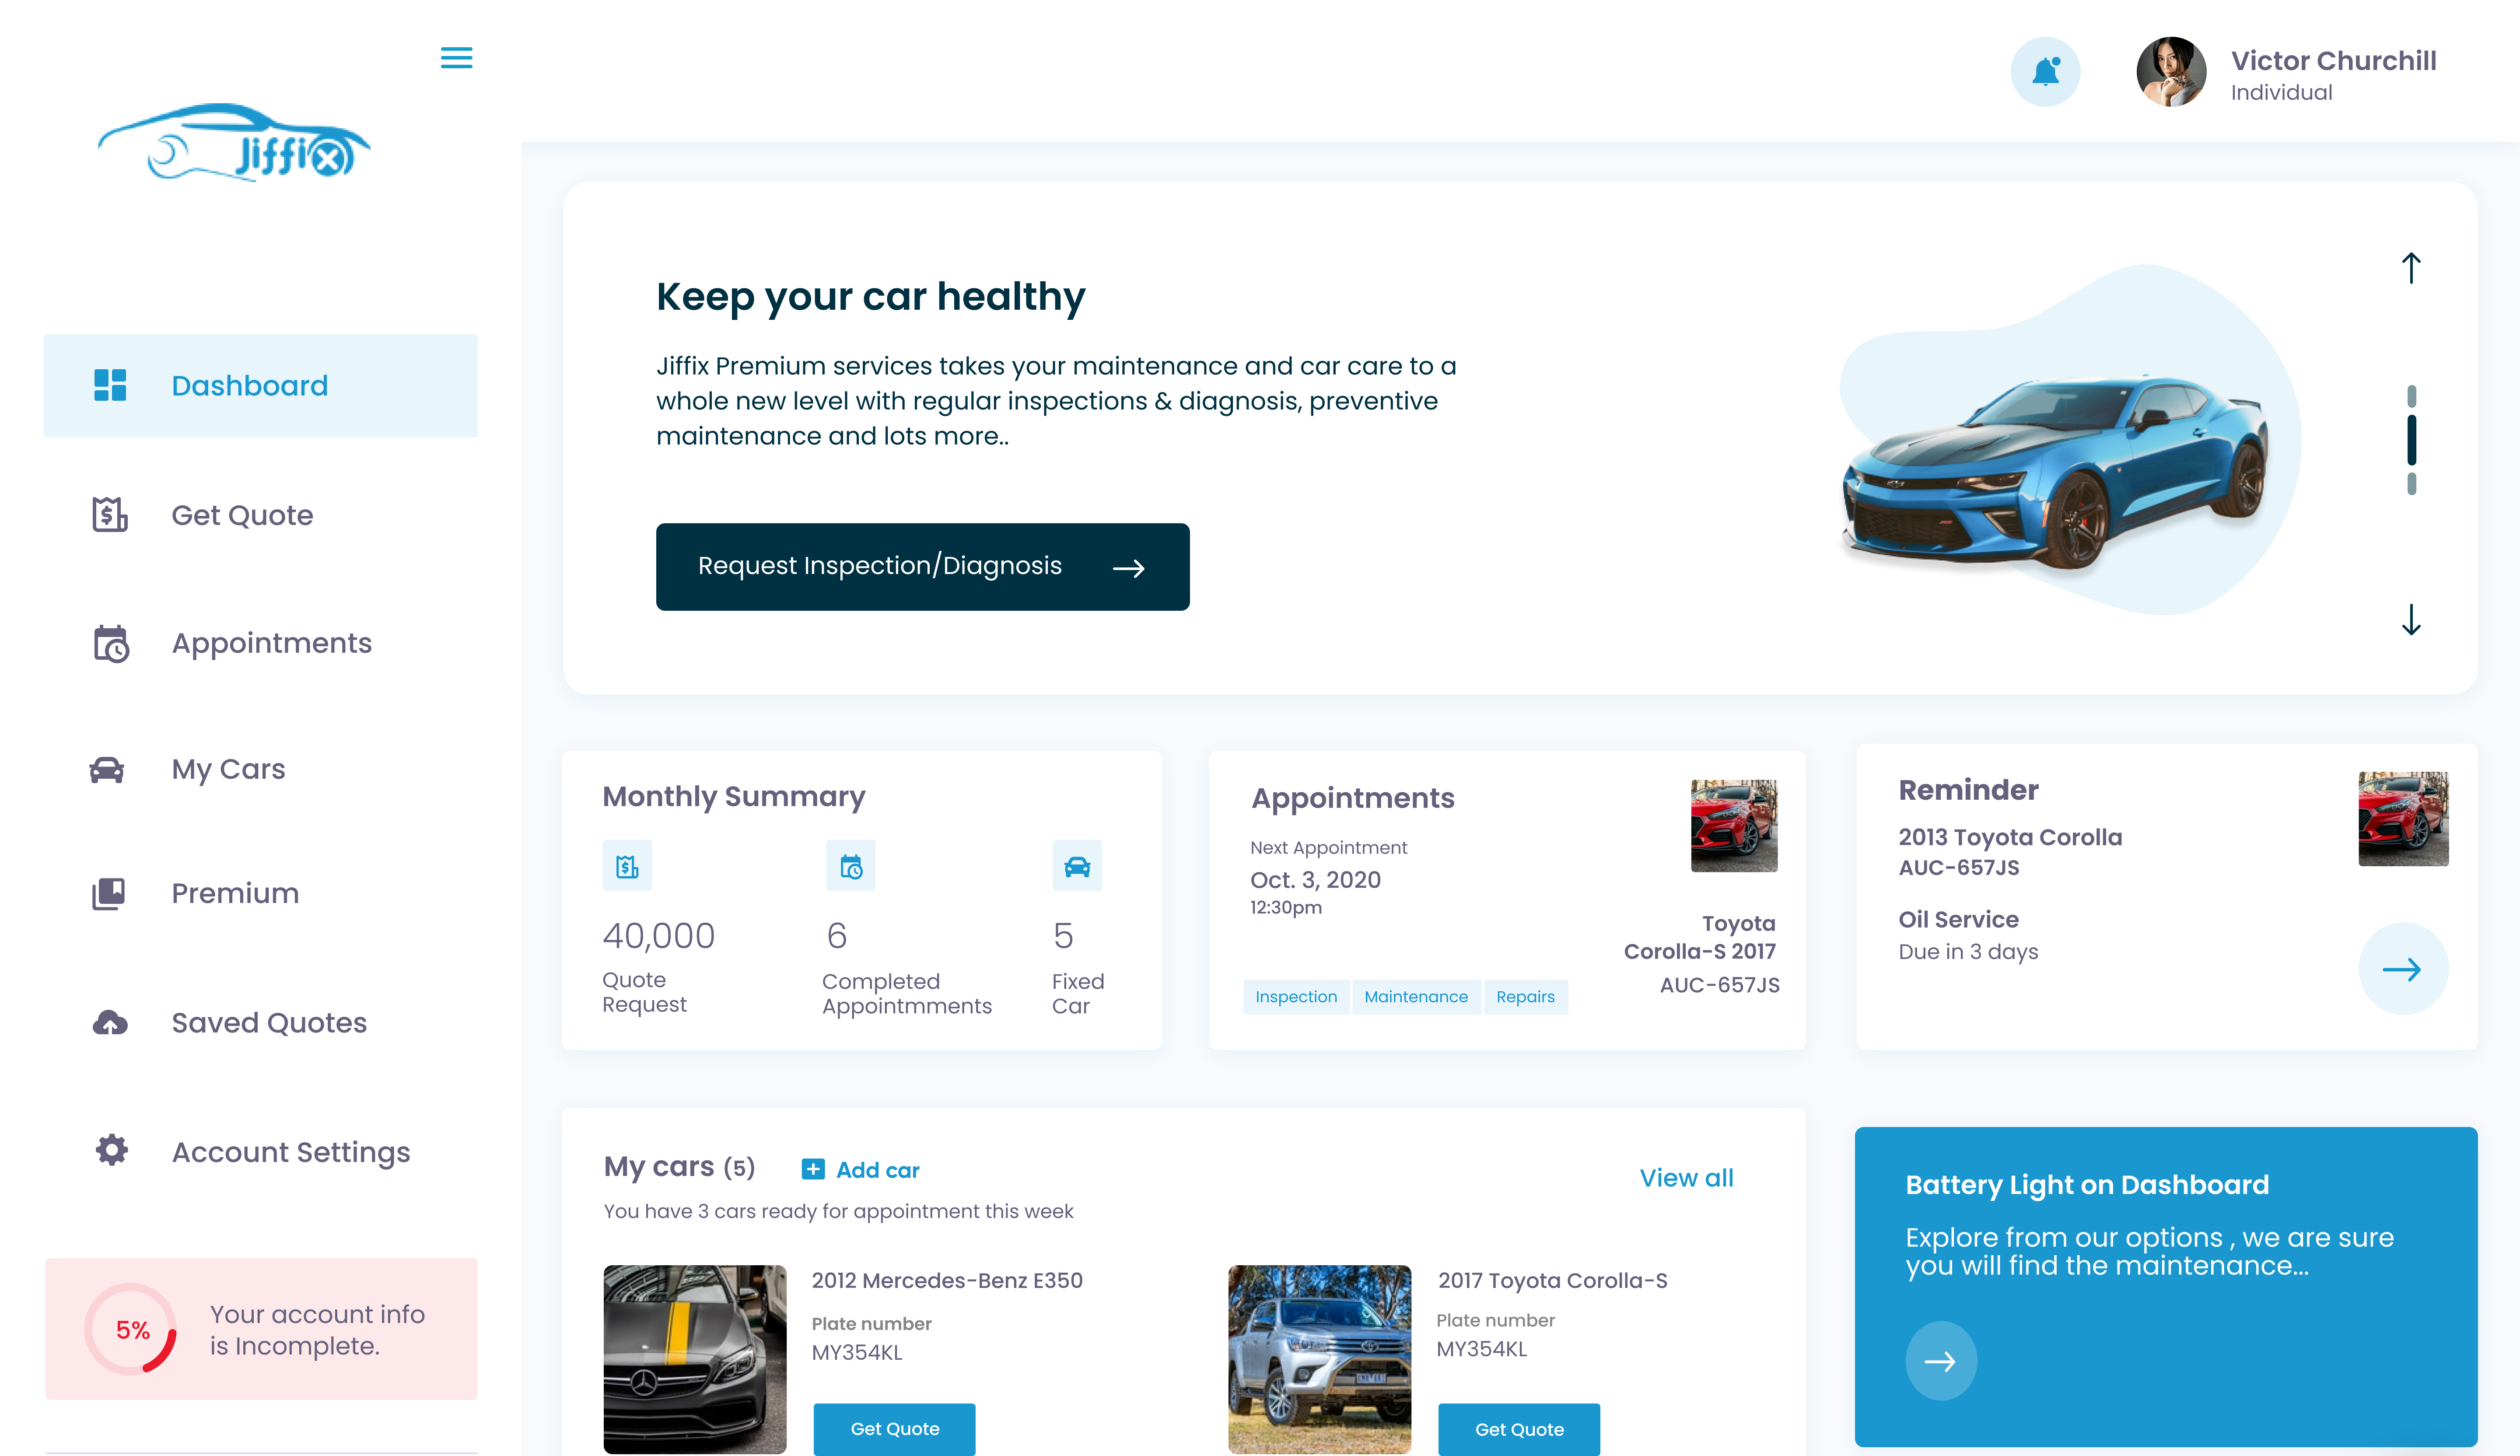 Jiffix
Victor Churchill
Individual
Dashboard
Get Quote
Appointments
My Cars
Premium
Saved Quotes
Account Settings
5%
Your account info
is Incomplete.
Keep your car healthy
Jiffix Premium services takes your maintenance and car care to a
whole new level with regular inspections & diagnosis, preventive
maintenance and lots more..
Request Inspection/Diagnosis
Monthly Summary
40,000
Quote
Request
6
Completed
Appointmments
5
Fixed
Car
Appointments
Next Appointment
Oct. 3, 2020
12:30pm
Toyota
Corolla-S 2017
AUC-657JS
Inspection
Maintenance
Repairs
Reminder
2013 Toyota Corolla
AUC-657JS
Oil Service
Due in 3 days
My cars (5)
Add car
View all
You have 3 cars ready for appointment this week
2012 Mercedes-Benz E350
Plate number
MY354KL
Get Quote
2017 Toyota Corolla-S
Plate number
MY354KL
Get Quote
Battery Light on Dashboard
Explore from our options , we are sure
you will find the maintenance...